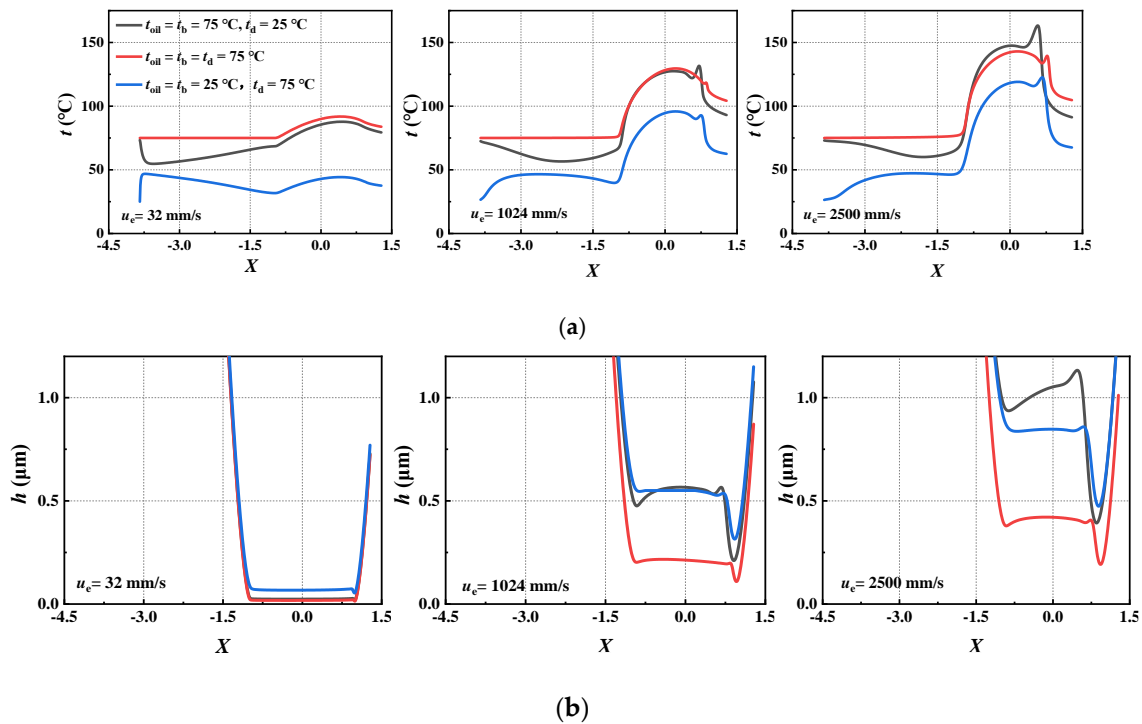 t_oil = t_b = 75 °C, t_d = 25 °C
t_oil = t_b = t_d = 75 °C
t_oil = t_b = 25 °C， t_d = 75 °C
t (°C)
150
100
50
0
u_e= 32 mm/s
-4.5 -3.0 -1.5 0.0 1.5
X
t (°C)
150
100
50
0
u_e= 1024 mm/s
-4.5 -3.0 -1.5 0.0 1.5
X
t (°C)
150
100
50
0
u_e= 2500 mm/s
-4.5 -3.0 -1.5 0.0 1.5
X
(a)
h (μm)
1.0
0.5
0.0
u_e= 32 mm/s
-4.5 -3.0 -1.5 0.0 1.5
X
h (μm)
1.0
0.5
0.0
u_e= 1024 mm/s
-4.5 -3.0 -1.5 0.0 1.5
X
h (μm)
1.0
0.5
0.0
u_e= 2500 mm/s
-4.5 -3.0 -1.5 0.0 1.5
X
(b)